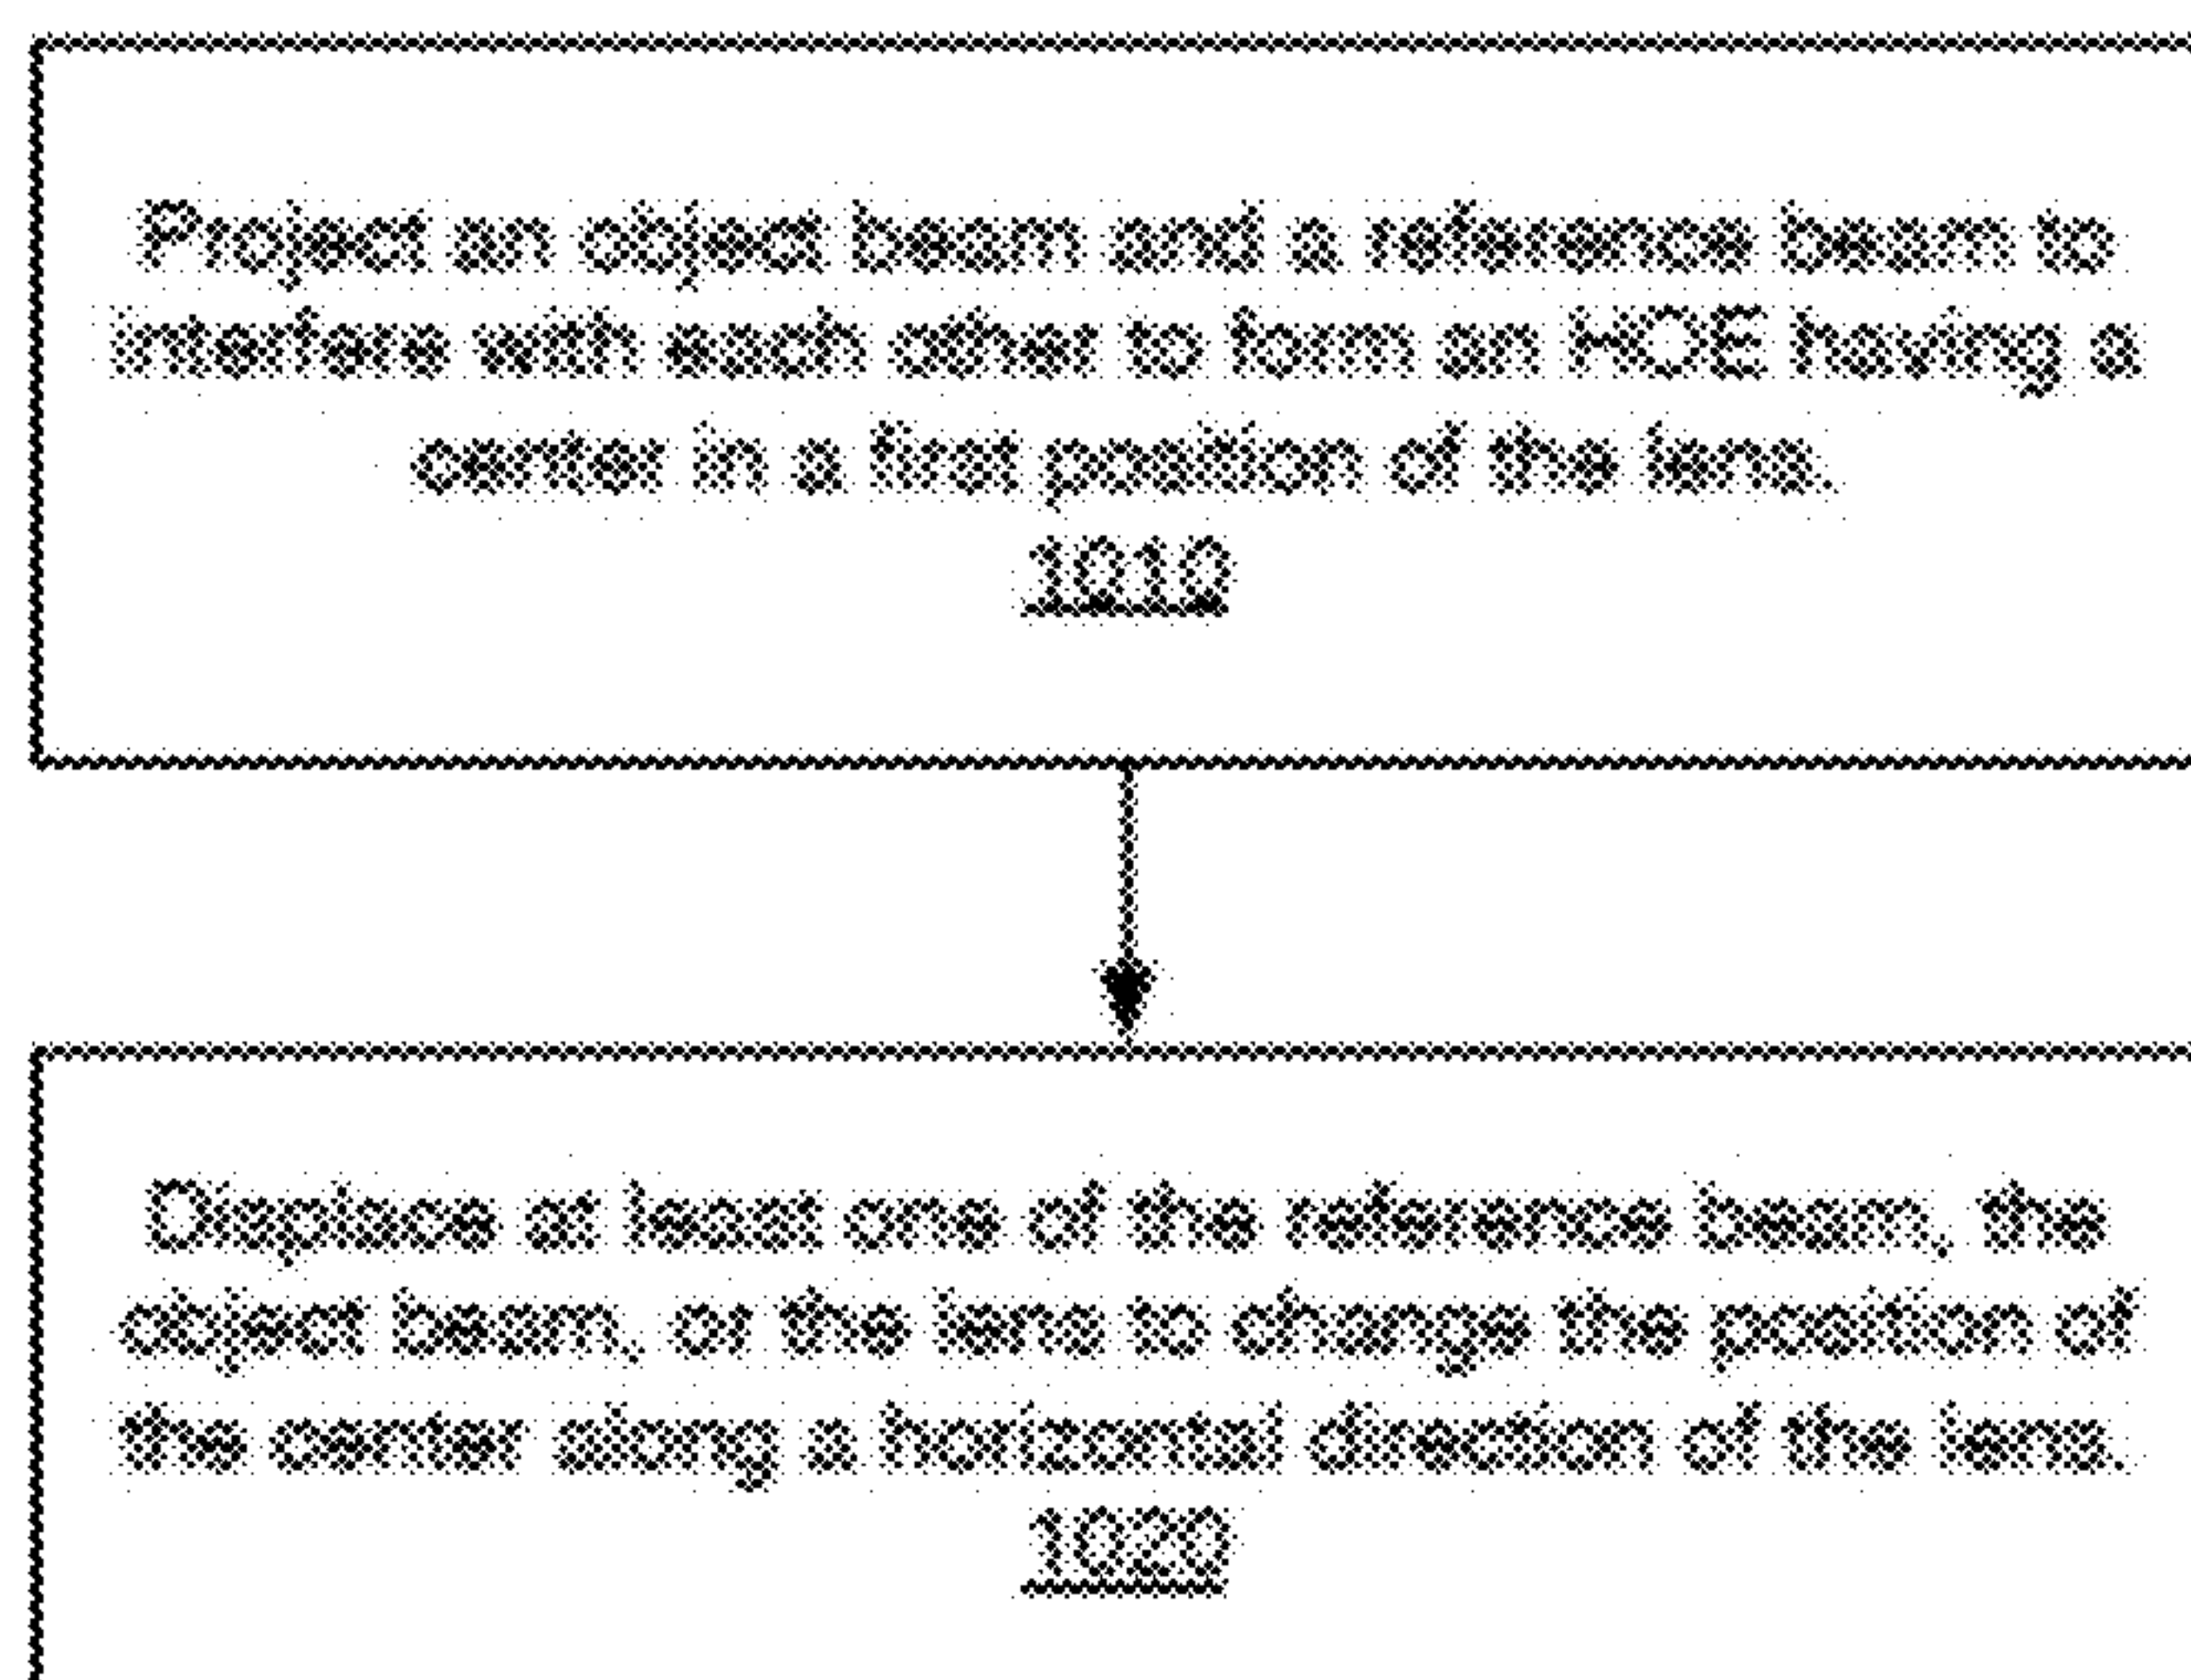 Project an object beam and a reference beam to
interfere with each other to form an HOE having a
center in a first position of the lens.
1010
Displace at least one of the reference beam, the
object beam, or the lens to change the position of
the center along a horizontal direction of the lens.
1020